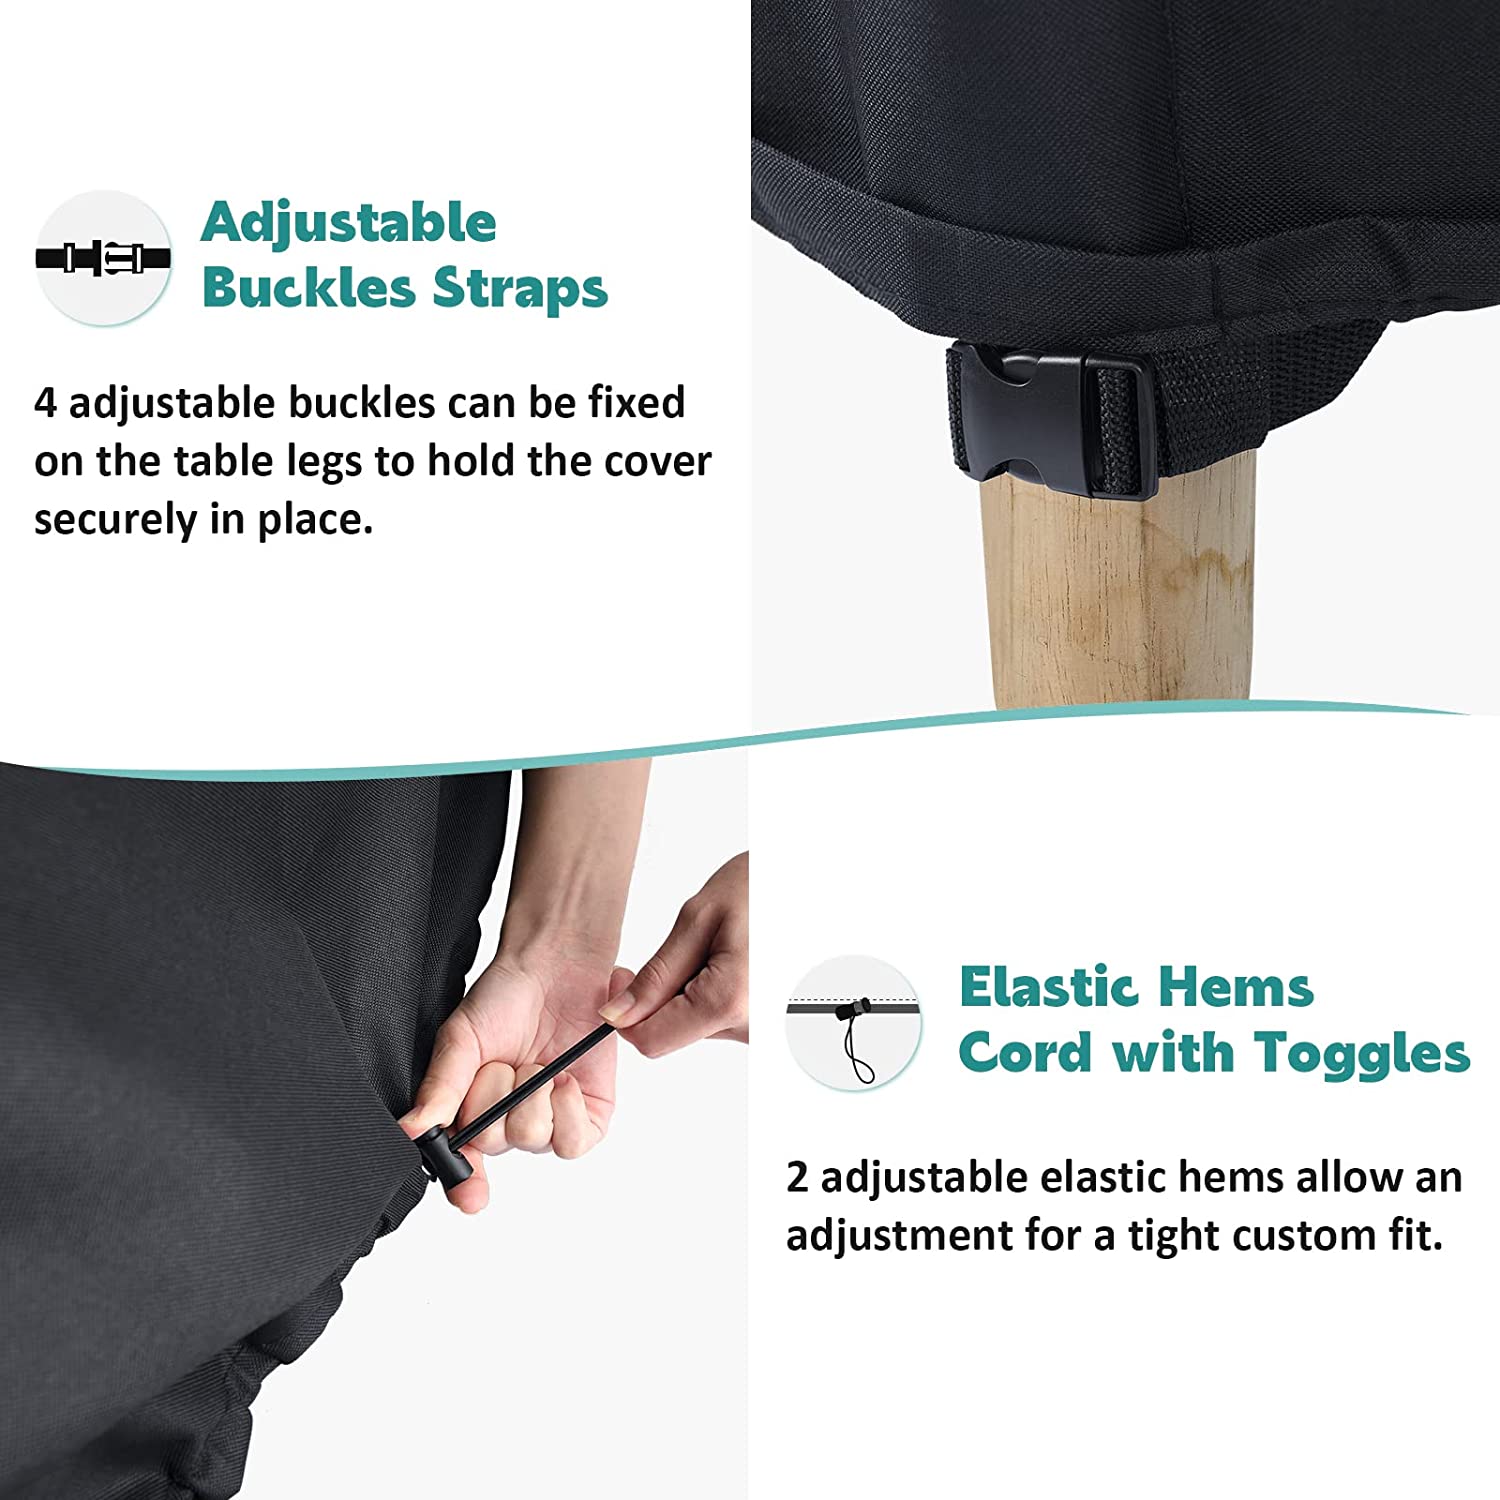 Adjustable
Buckles Straps
4 adjustable buckles can be fixed
on the table legs to hold the cover
securely in place.
Elastic Hems
Cord with Toggles
2 adjustable elastic hems allow an
adjustment for a tight custom fit.